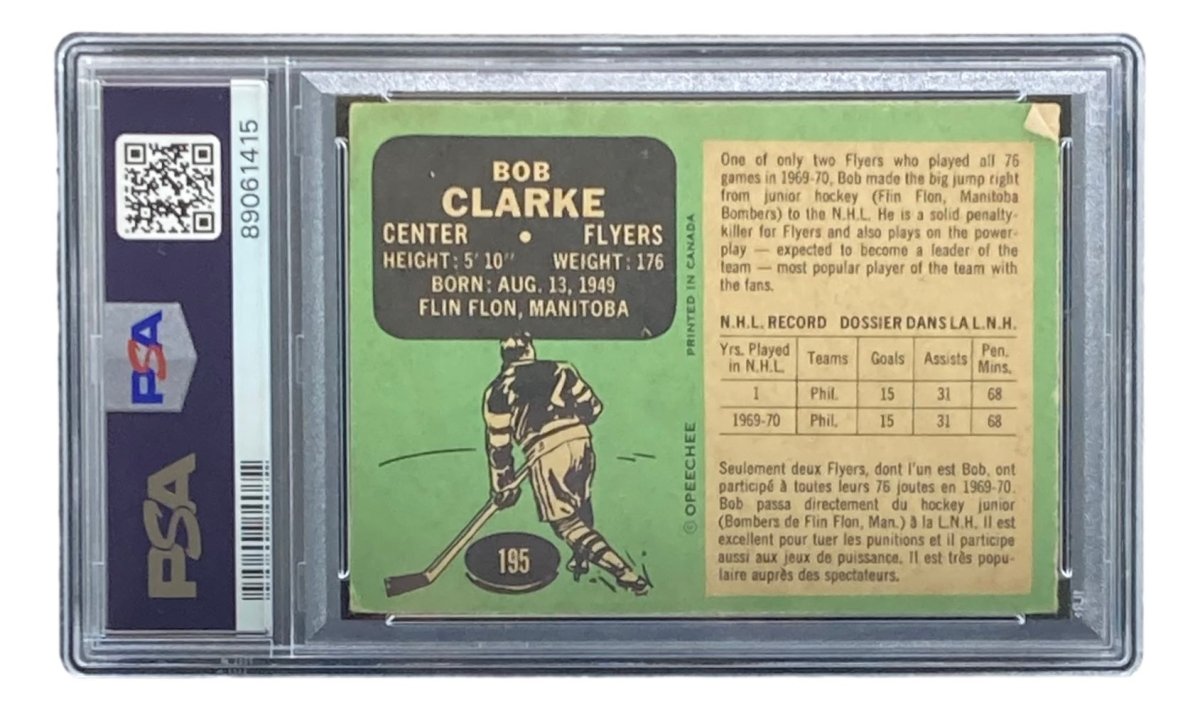 89061415
PSA
PSA
BOB
CLARKE
CENTER • FLYERS
HEIGHT: 5' 10" WEIGHT: 176
BORN: AUG. 13, 1949
FLIN FLON, MANITOBA
195
© OPEECHEE PRINTED IN CANADA
One of only two Flyers who played all 76
games in 1969-70, Bob made the big jump right
from junior hockey (Flin Flon, Manitoba
Bombers) to the N.H.L. He is a solid penalty-
killer for Flyers and also plays on the power-
play — expected to become a leader of the
team — most popular player of the team with
the fans.
N.H.L. RECORD DOSSIER DANS LA L.N.H.
Yrs. Played
in N.H.L. Teams Goals Assists Pen.
Mins.
1 Phil. 15 31 68
1969-70 Phil. 15 31 68
Seulement deux Flyers, dont l'un est Bob, ont
participé à toutes leurs 76 joutes en 1969-70.
Bob passa directement du hockey junior
(Bombers de Flin Flon, Man.) à la L.N.H. Il est
excellent pour tuer les punitions et il participe
aussi aux jeux de puissance. Il est très popu-
laire auprès des spectateurs.